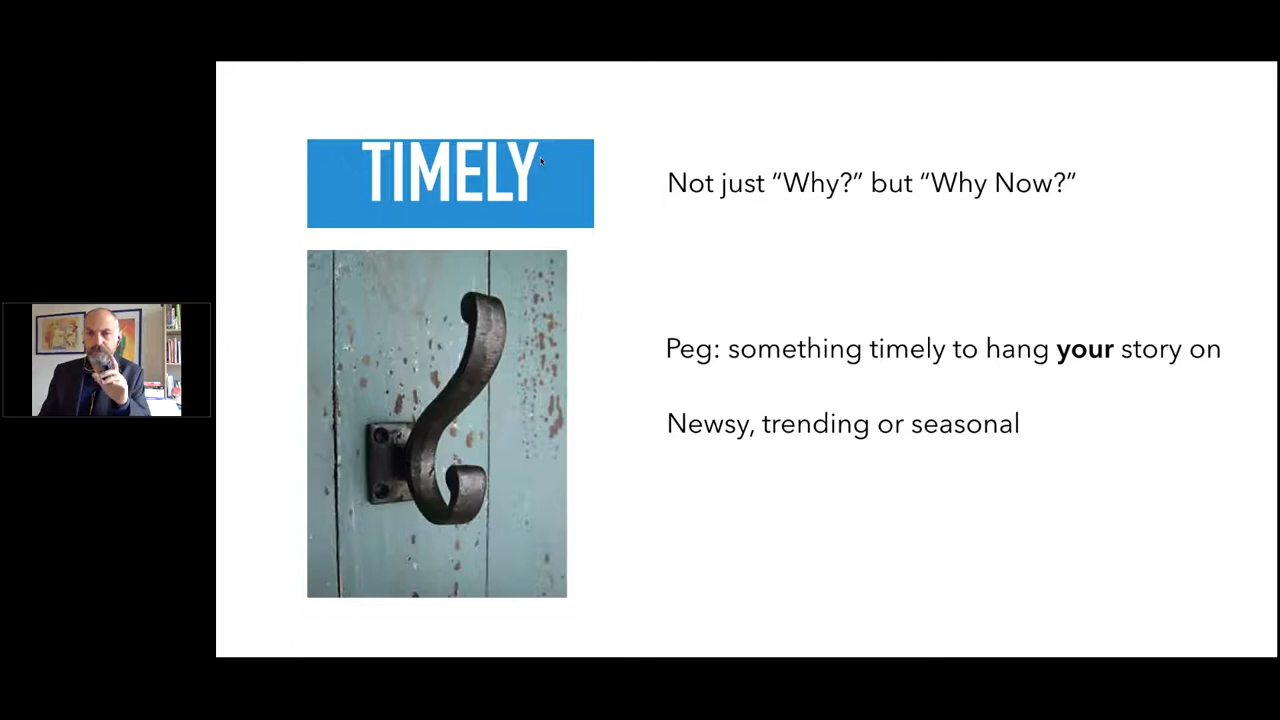 TIMELY
Not just “Why?” but “Why Now?”
Peg: something timely to hang your story on
Newsy, trending or seasonal